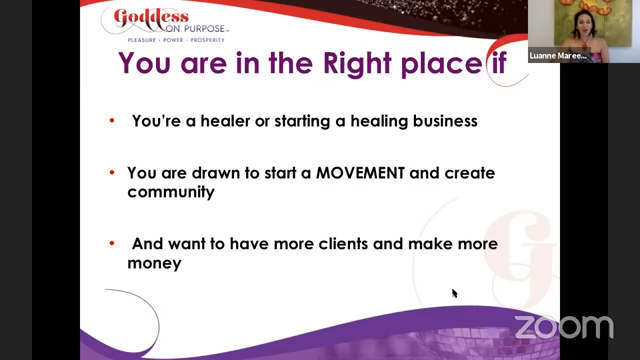 Goddess
ON PURPOSE
PLEASURE • POWER • PROSPERITY
Luanne Maree...
You are in the Right place if
• You're a healer or starting a healing business
• You are drawn to start a MOVEMENT and create
community
• And want to have more clients and make more
money
zoom